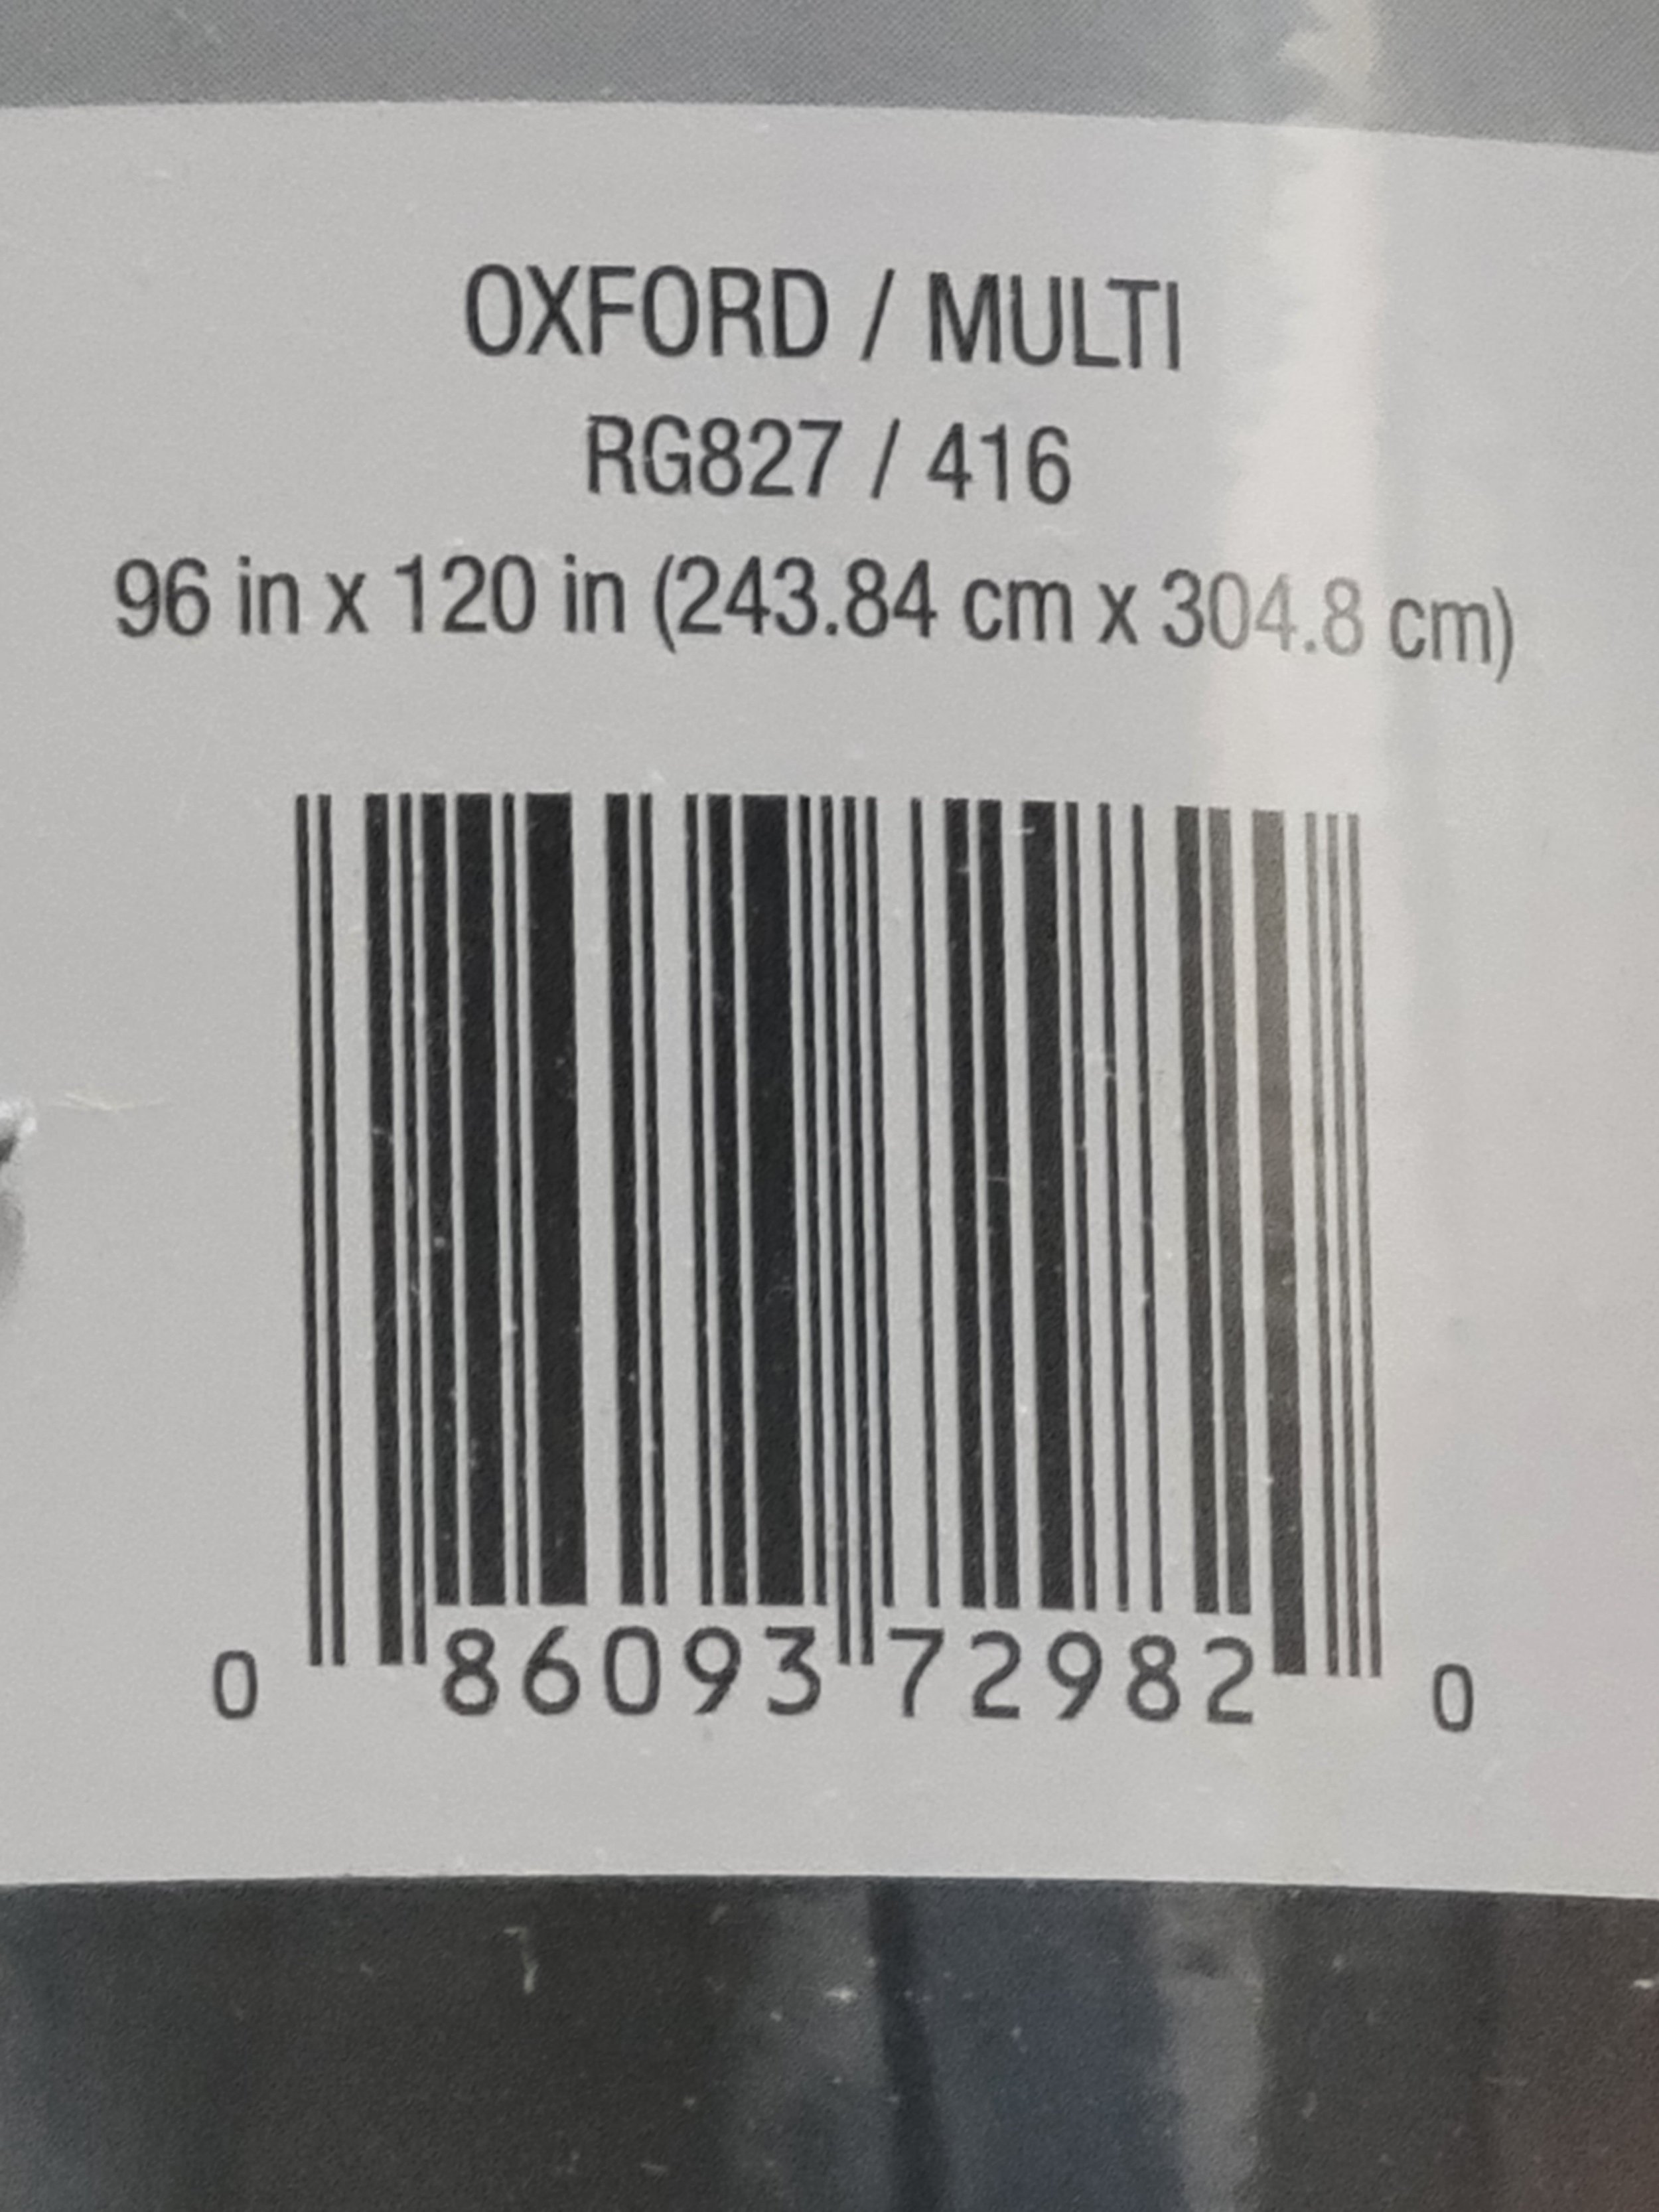 OXFORD / MULTI
RG827 / 416
96 in x 120 in (243.84 cm x 304.8 cm)
0 86093 72982 0